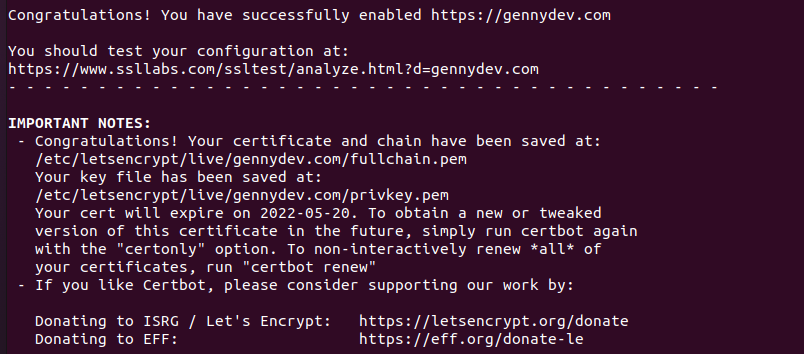 Congratulations! You have successfully enabled https://gennydev.com
You should test your configuration at:
https://www.ssllabs.com/ssltest/analyze.html?d=gennydev.com
- - - - - - - - - - - - - - - - - - - - - - - - - - - - - - - - - - - - - - - -
IMPORTANT NOTES:
- Congratulations! Your certificate and chain have been saved at:
/etc/letsencrypt/live/gennydev.com/fullchain.pem
Your key file has been saved at:
/etc/letsencrypt/live/gennydev.com/privkey.pem
Your cert will expire on 2022-05-20. To obtain a new or tweaked
version of this certificate in the future, simply run certbot again
with the "certonly" option. To non-interactively renew *all* of
your certificates, run "certbot renew"
- If you like Certbot, please consider supporting our work by:
Donating to ISRG / Let's Encrypt:   https://letsencrypt.org/donate
Donating to EFF:                    https://eff.org/donate-le